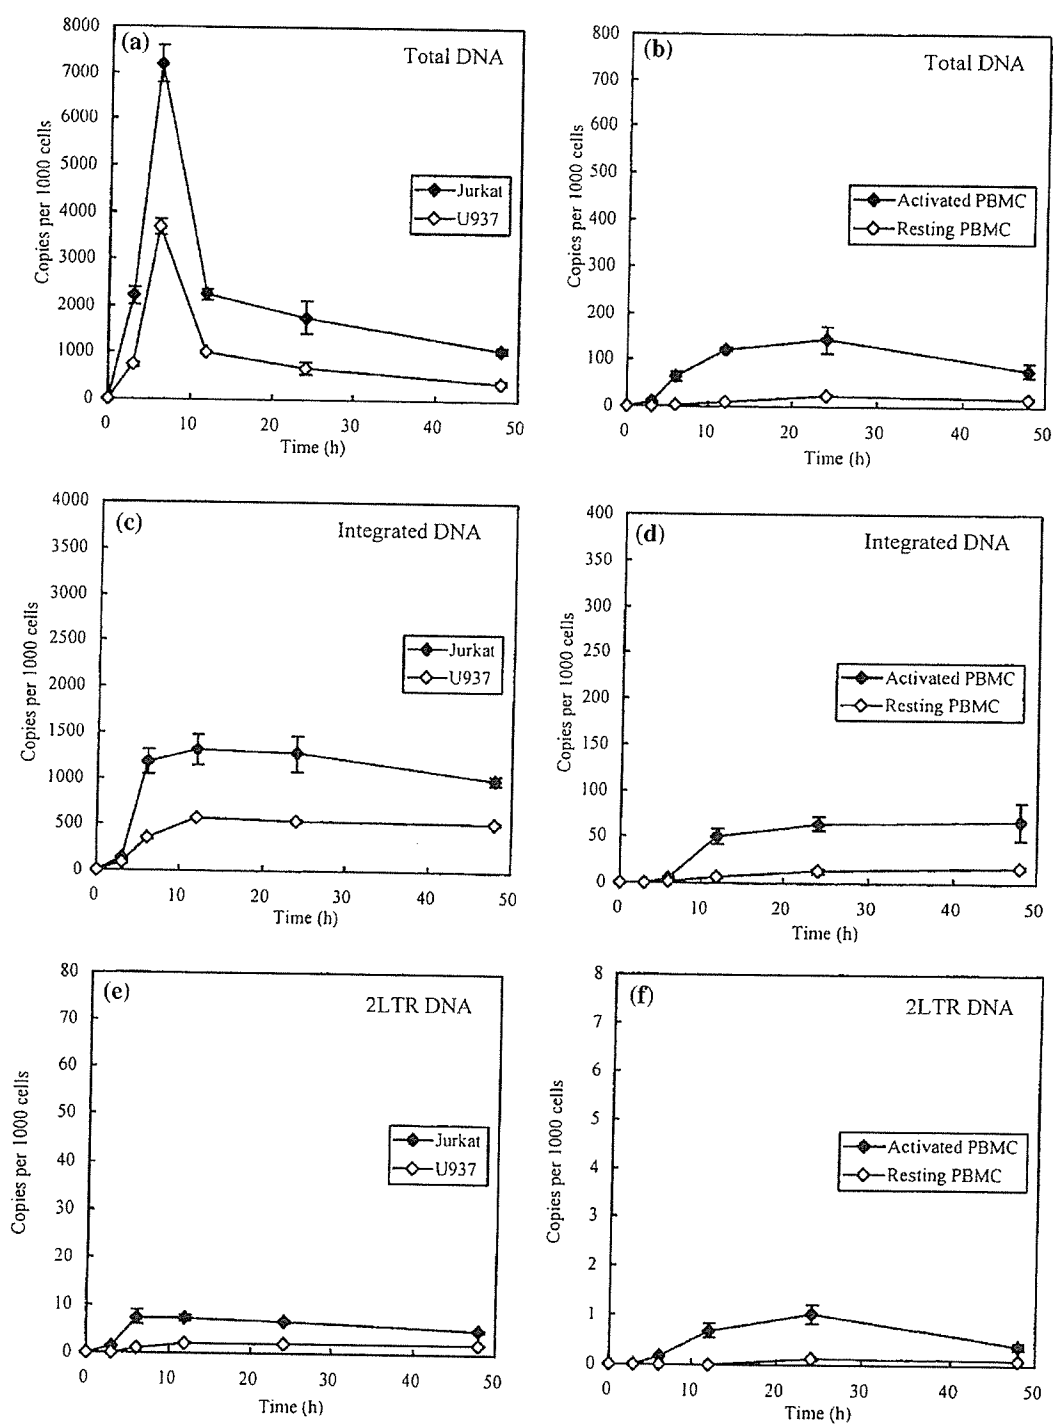 (a)
Total DNA
8000
7000
6000
5000
4000
3000
2000
1000
0
Copies per 1000 cells
Jurkat
U937
0
10
20
30
40
50
Time (h)
(b)
Total DNA
800
700
600
500
400
300
200
100
0
Copies per 1000 cells
Activated PBMC
Resting PBMC
0
10
20
30
40
50
Time (h)
(c)
Integrated DNA
4000
3500
3000
2500
2000
1500
1000
500
0
Copies per 1000 cells
Jurkat
U937
0
10
20
30
40
50
Time (h)
(d)
Integrated DNA
400
350
300
250
200
150
100
50
0
Copies per 1000 cells
Activated PBMC
Resting PBMC
0
10
20
30
40
50
Time (h)
(e)
2LTR DNA
80
70
60
50
40
30
20
10
0
Copies per 1000 cells
Jurkat
U937
0
10
20
30
40
50
Time (h)
(f)
2LTR DNA
8
7
6
5
4
3
2
1
0
Copies per 1000 cells
Activated PBMC
Resting PBMC
0
10
20
30
40
50
Time (h)